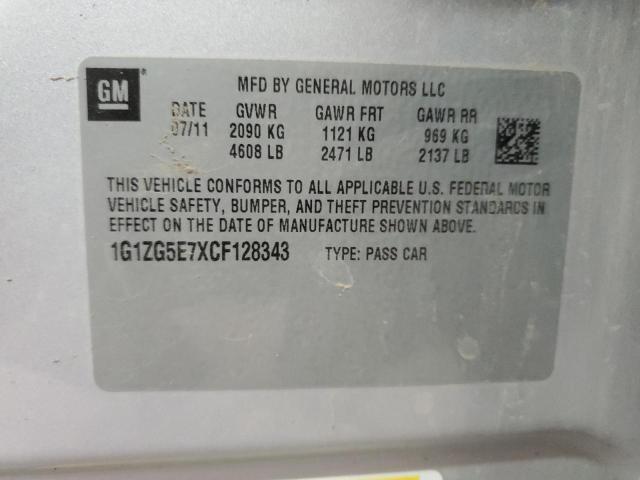 GM
MFD BY GENERAL MOTORS LLC
DATE GVWR GAWR FRT GAWR RR
07/11 2090 KG 1121 KG 969 KG
4608 LB 2471 LB 2137 LB
THIS VEHICLE CONFORMS TO ALL APPLICABLE U.S. FEDERAL MOTOR
VEHICLE SAFETY, BUMPER, AND THEFT PREVENTION STANDARDS IN
EFFECT ON THE DATE OF MANUFACTURE SHOWN ABOVE.
1G1ZG5E7XCF128343 TYPE: PASS CAR